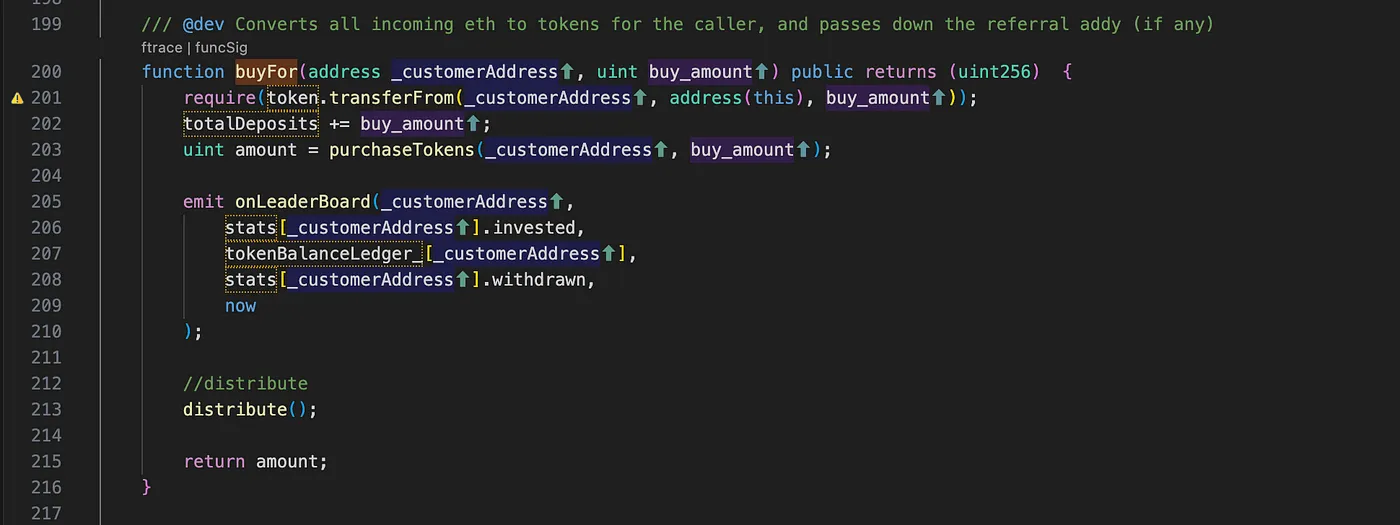 198
199 /// @dev Converts all incoming eth to tokens for the caller, and passes down the referral addy (if any)
ftrace | funcSig
200 function buyFor(address _customerAddress⬆, uint buy_amount⬆) public returns (uint256) {
201 require(token.transferFrom(_customerAddress⬆, address(this), buy_amount⬆));
202 totalDeposits += buy_amount⬆;
203 uint amount = purchaseTokens(_customerAddress⬆, buy_amount⬆);
204
205 emit onLeaderBoard(_customerAddress⬆,
206 stats[_customerAddress⬆].invested,
207 tokenBalanceLedger_[_customerAddress⬆],
208 stats[_customerAddress⬆].withdrawn,
209 now
210 );
211
212 //distribute
213 distribute();
214
215 return amount;
216 }
217